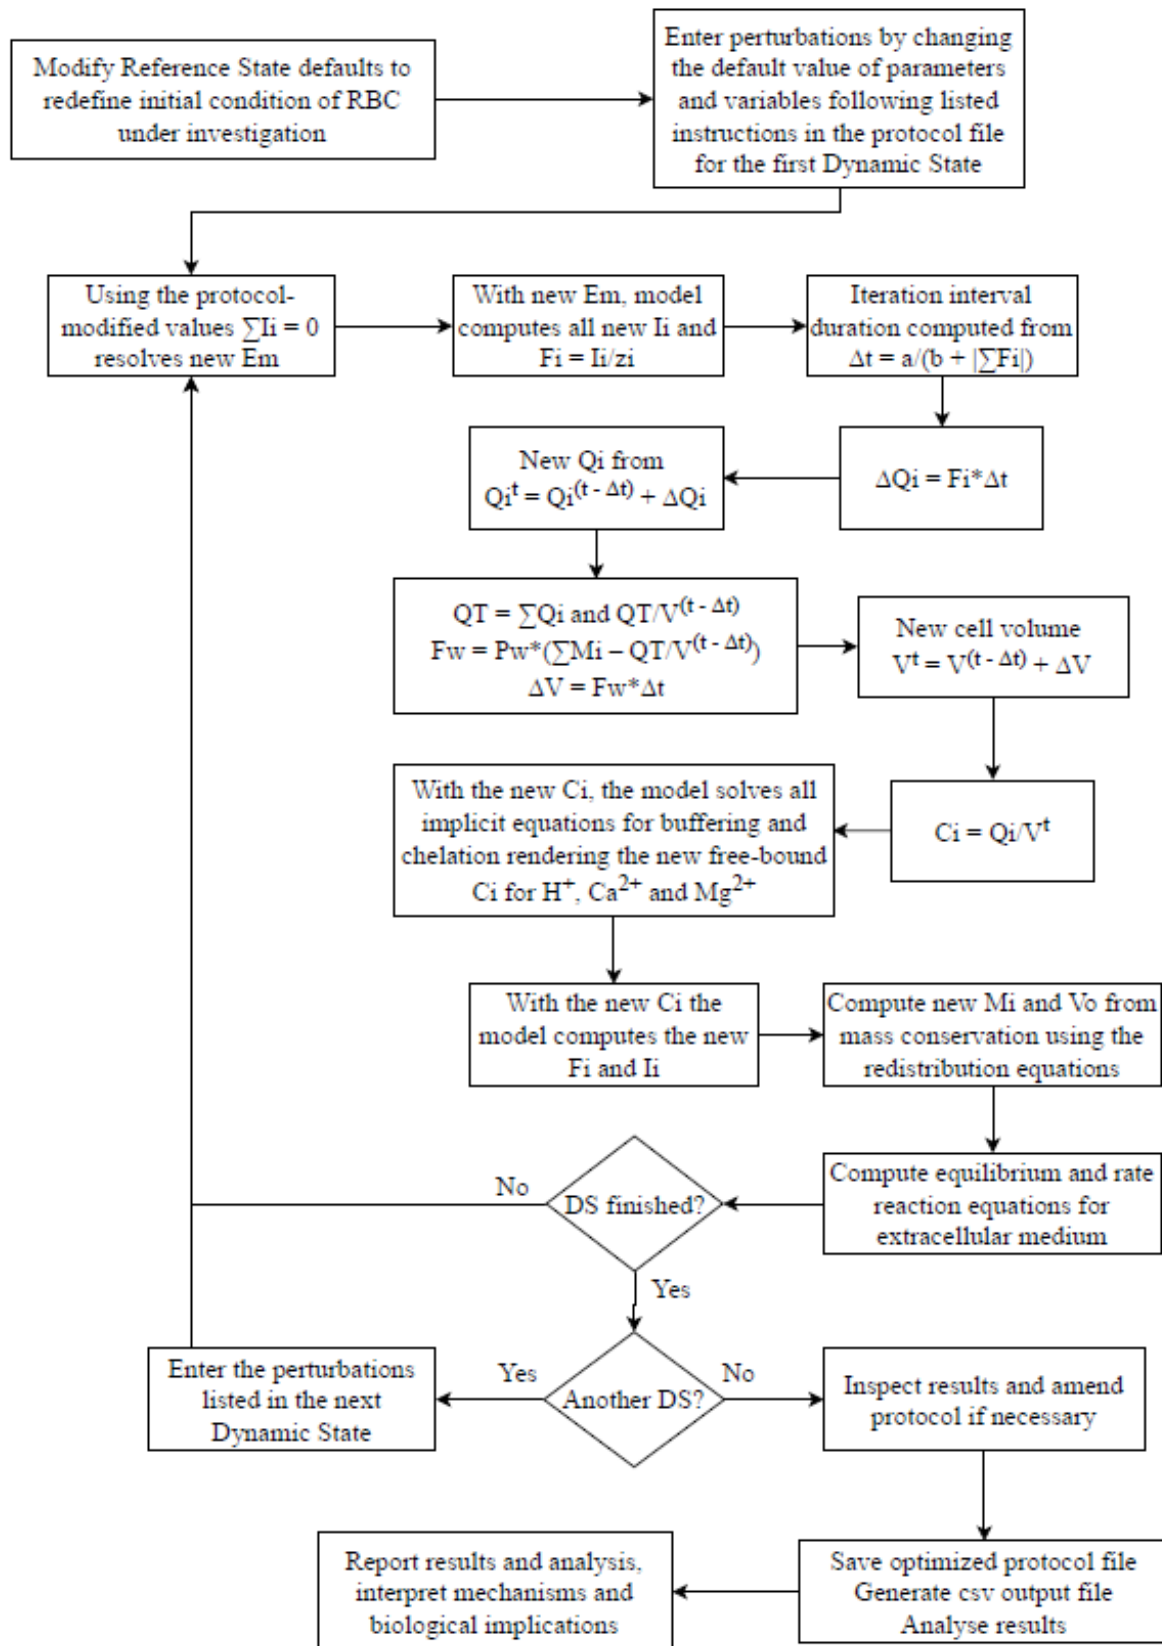 Modify Reference State defaults to
redefine initial condition of RBC
under investigation
Enter perturbations by changing
the default value of parameters
and variables following listed
instructions in the protocol file
for the first Dynamic State
Using the protocol-
modified values ∑Ii = 0
resolves new Em
With new Em, model
computes all new Ii and
Fi = Ii/zi
Iteration interval
duration computed from
Δt = a/(b + |∑Fi|)
ΔQi = Fi*Δt
New Qi from
Qi^t = Qi^(t - Δt) + ΔQi
QT = ∑Qi and QT/V^(t - Δt)
Fw = Pw*(∑Mi – QT/V^(t - Δt))
ΔV = Fw*Δt
New cell volume
V^t = V^(t - Δt) + ΔV
Ci = Qi/V^t
With the new Ci, the model solves all
implicit equations for buffering and
chelation rendering the new free-bound
Ci for H⁺, Ca²⁺ and Mg²⁺
With the new Ci the
model computes the new
Fi and Ii
Compute new Mi and Vo from
mass conservation using the
redistribution equations
Compute equilibrium and rate
reaction equations for
extracellular medium
DS finished?
No
Yes
Another DS?
Yes
No
Enter the perturbations
listed in the next
Dynamic State
Inspect results and amend
protocol if necessary
Save optimized protocol file
Generate csv output file
Analyse results
Report results and analysis,
interpret mechanisms and
biological implications